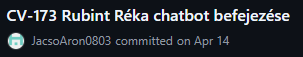 CV-173 Rubint Réka chatbot befejezése
JacsoAron0803 committed on Apr 14